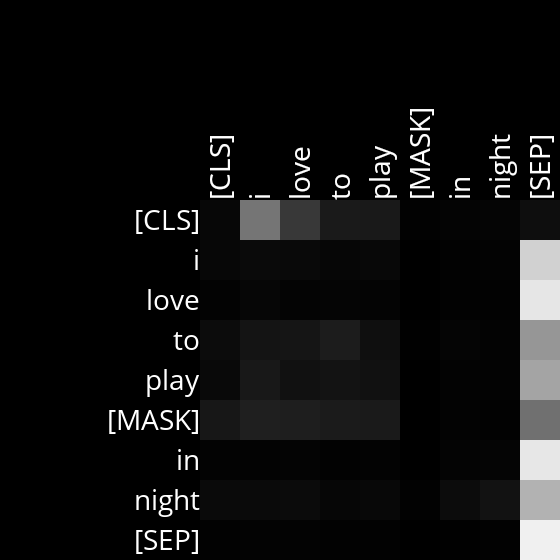 [CLS] i love to play [MASK] in night [SEP]
[CLS]
i
love
to
play
[MASK]
in
night
[SEP]